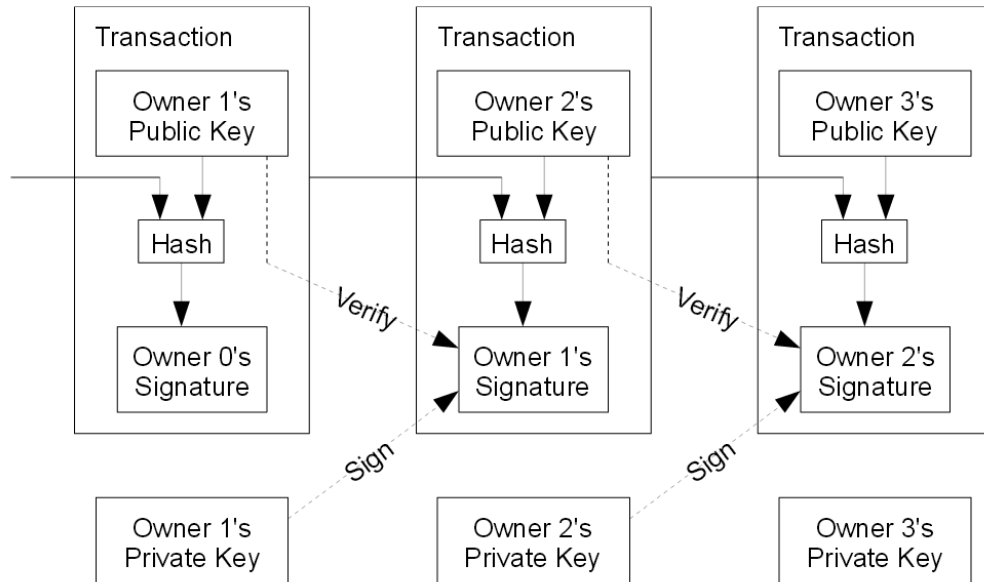 Transaction
Owner 1's
Public Key
Hash
Verify
Owner 0's
Signature
Sign
Owner 1's
Private Key
Transaction
Owner 2's
Public Key
Hash
Verify
Owner 1's
Signature
Sign
Owner 2's
Private Key
Transaction
Owner 3's
Public Key
Hash
Owner 2's
Signature
Owner 3's
Private Key